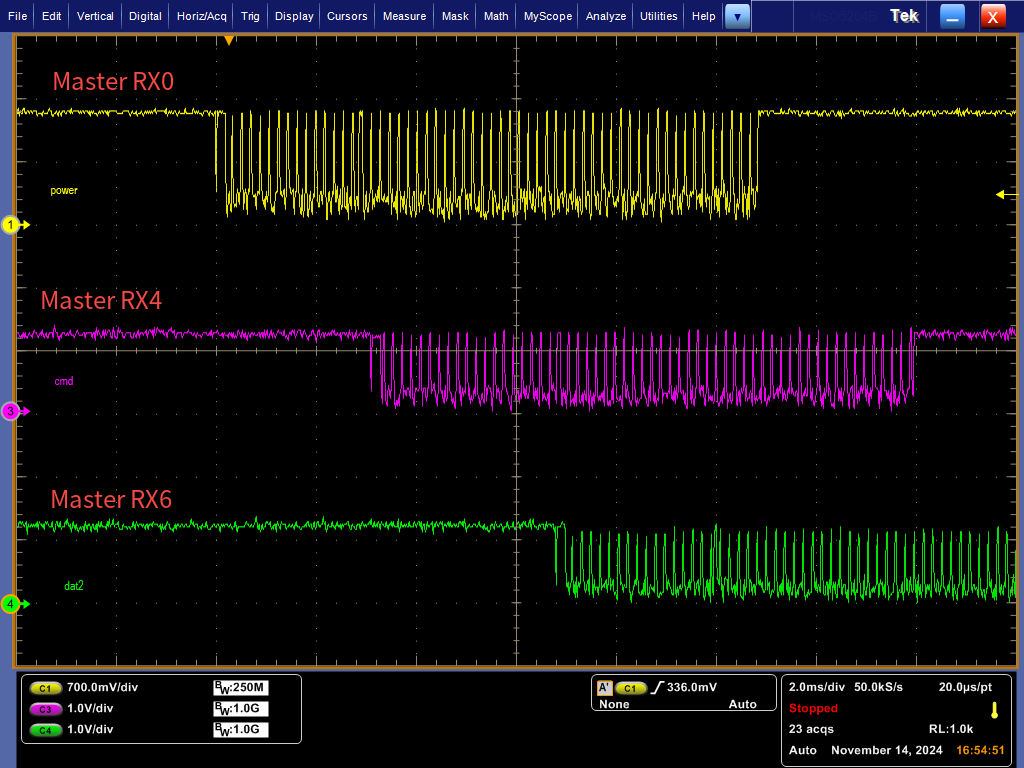 File Edit Vertical Digital Horiz/Acq Trig Display Cursors Measure Mask Math MyScope Analyze Utilities Help Tek X
Master RX0
power
1
Master RX4
cmd
3
Master RX6
dat2
4
C1 700.0mV/div BW:250M
C3 1.0V/div BW:1.0G
C4 1.0V/div BW:1.0G
A' C1 336.0mV
None Auto
2.0ms/div 50.0kS/s 20.0µs/pt
Stopped
23 acqs RL:1.0k
Auto November 14, 2024 16:54:51